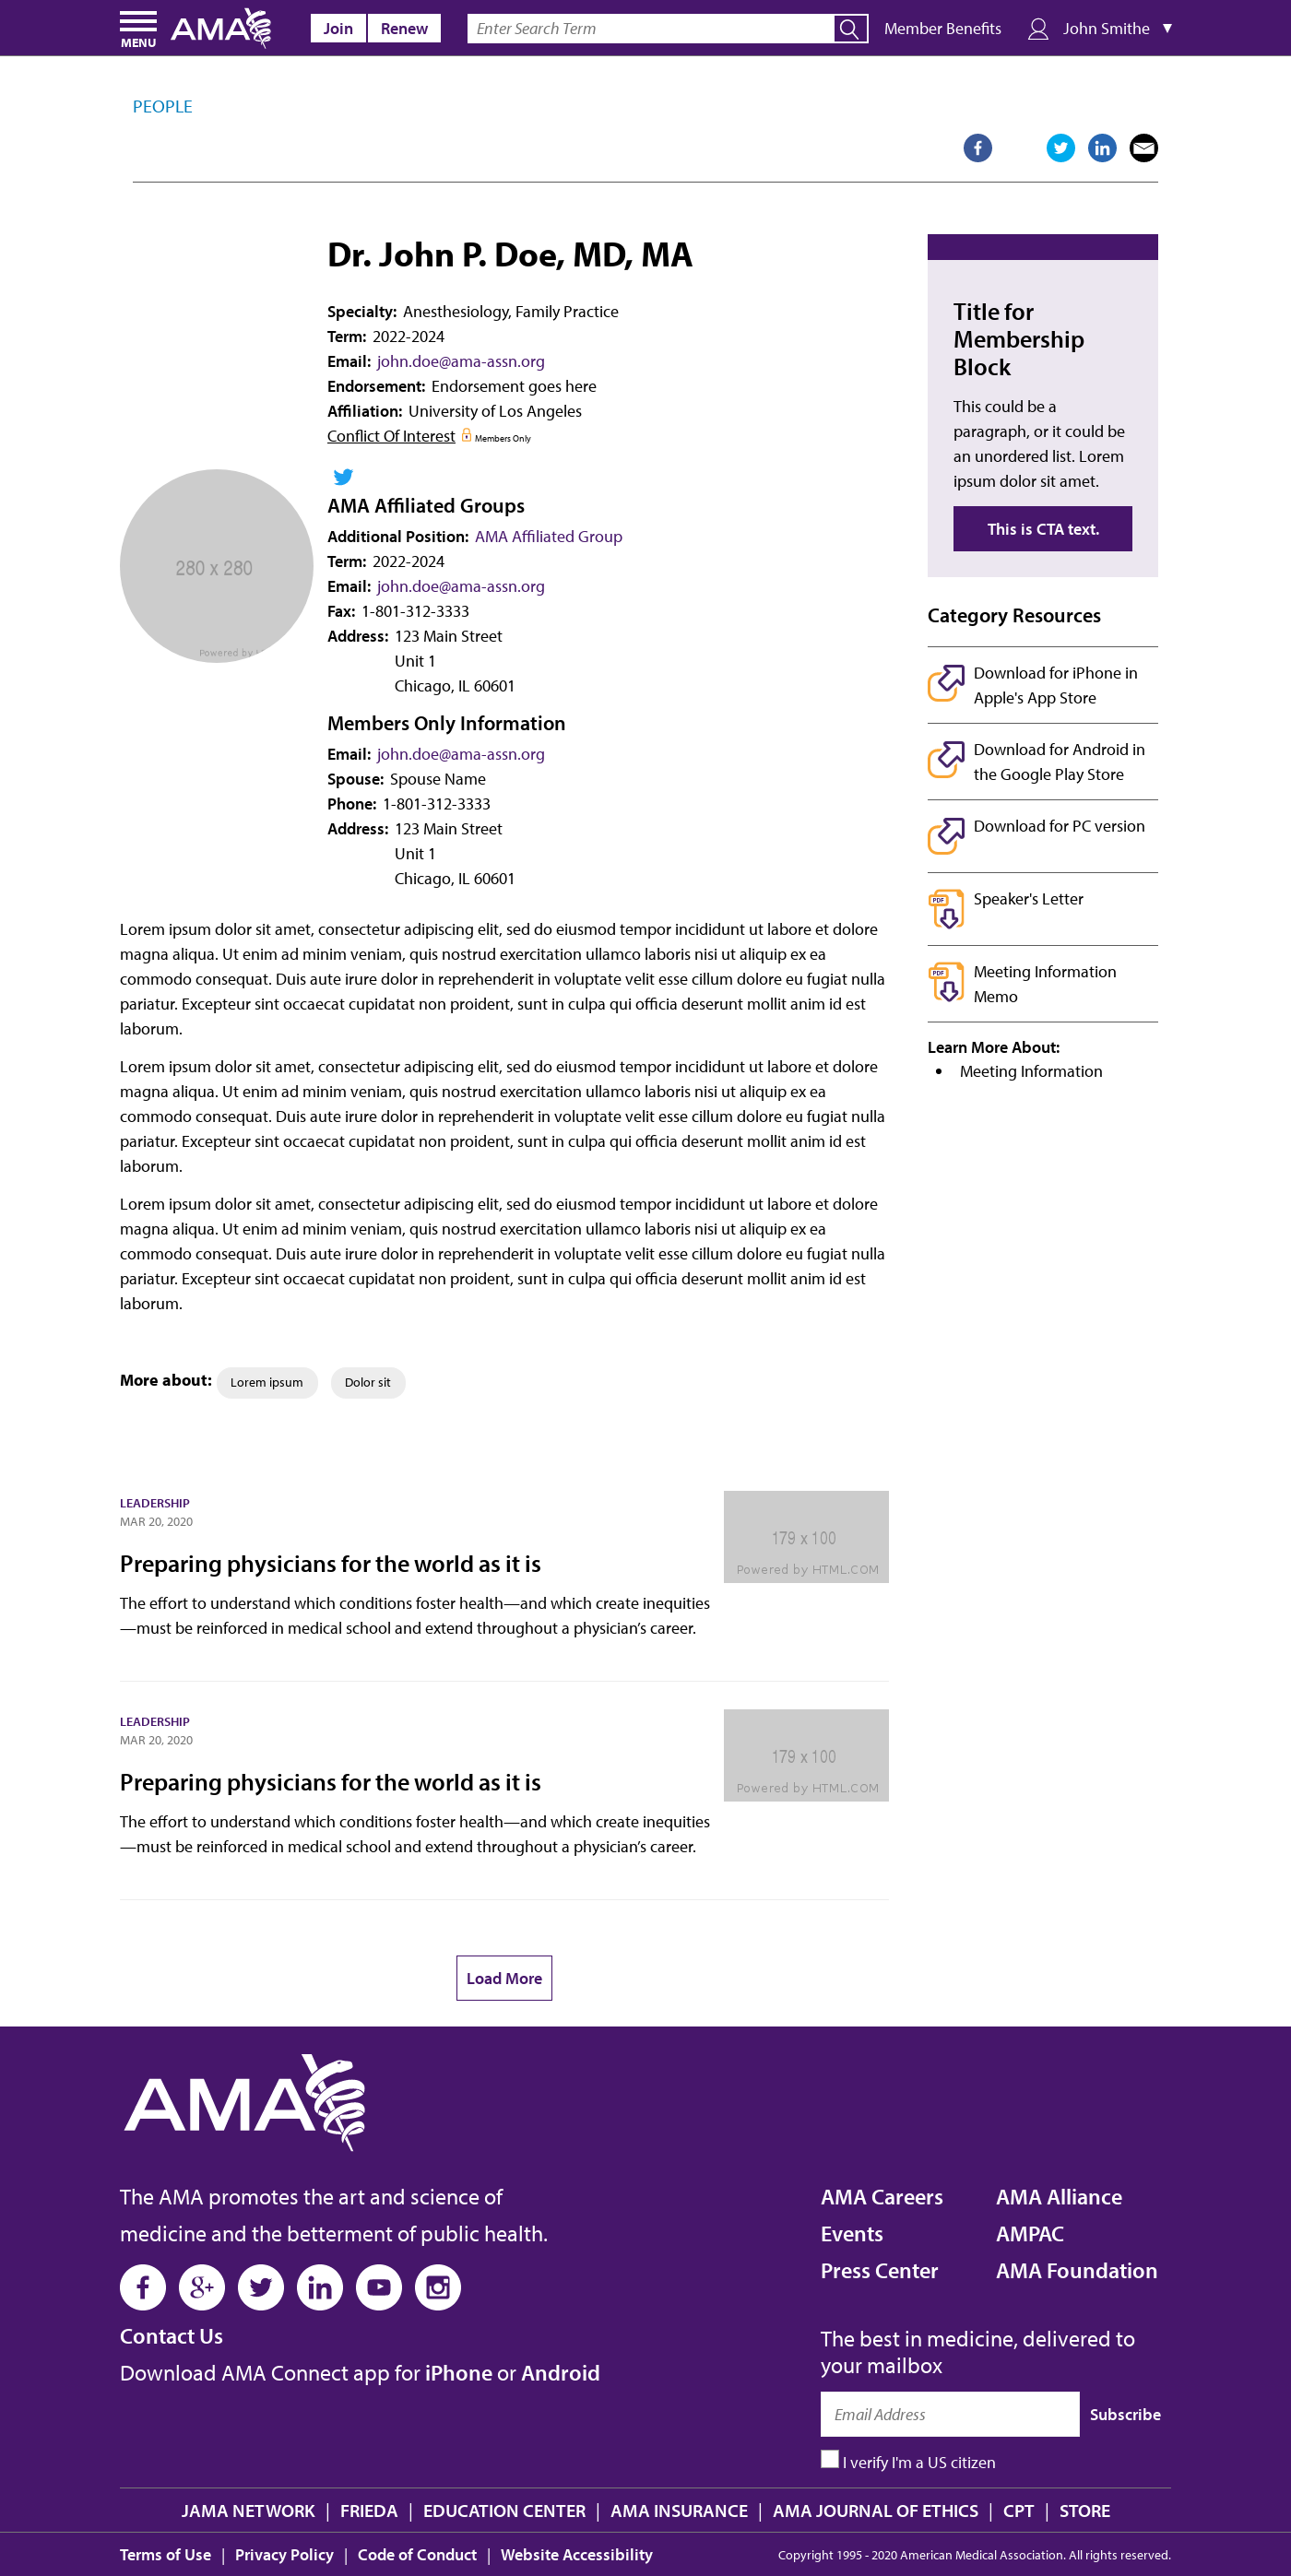 MENU
AMA
Join
Renew
Enter Search Term
Member Benefits
John Smithe
PEOPLE
Dr. John P. Doe, MD, MA
Specialty: Anesthesiology, Family Practice
Term: 2022-2024
Email: john.doe@ama-assn.org
Endorsement: Endorsement goes here
Affiliation: University of Los Angeles
Conflict Of Interest Members Only
280 x 280
Powered by
AMA Affiliated Groups
Additional Position: AMA Affiliated Group
Term: 2022-2024
Email: john.doe@ama-assn.org
Fax: 1-801-312-3333
Address: 123 Main Street
Unit 1
Chicago, IL 60601
Members Only Information
Email: john.doe@ama-assn.org
Spouse: Spouse Name
Phone: 1-801-312-3333
Address: 123 Main Street
Unit 1
Chicago, IL 60601
Lorem ipsum dolor sit amet, consectetur adipiscing elit, sed do eiusmod tempor incididunt ut labore et dolore
magna aliqua. Ut enim ad minim veniam, quis nostrud exercitation ullamco laboris nisi ut aliquip ex ea
commodo consequat. Duis aute irure dolor in reprehenderit in voluptate velit esse cillum dolore eu fugiat nulla
pariatur. Excepteur sint occaecat cupidatat non proident, sunt in culpa qui officia deserunt mollit anim id est
laborum.
Lorem ipsum dolor sit amet, consectetur adipiscing elit, sed do eiusmod tempor incididunt ut labore et dolore
magna aliqua. Ut enim ad minim veniam, quis nostrud exercitation ullamco laboris nisi ut aliquip ex ea
commodo consequat. Duis aute irure dolor in reprehenderit in voluptate velit esse cillum dolore eu fugiat nulla
pariatur. Excepteur sint occaecat cupidatat non proident, sunt in culpa qui officia deserunt mollit anim id est
laborum.
Lorem ipsum dolor sit amet, consectetur adipiscing elit, sed do eiusmod tempor incididunt ut labore et dolore
magna aliqua. Ut enim ad minim veniam, quis nostrud exercitation ullamco laboris nisi ut aliquip ex ea
commodo consequat. Duis aute irure dolor in reprehenderit in voluptate velit esse cillum dolore eu fugiat nulla
pariatur. Excepteur sint occaecat cupidatat non proident, sunt in culpa qui officia deserunt mollit anim id est
laborum.
More about: Lorem ipsum Dolor sit
Title for
Membership
Block
This could be a
paragraph, or it could be
an unordered list. Lorem
ipsum dolor sit amet.
This is CTA text.
Category Resources
Download for iPhone in
Apple's App Store
Download for Android in
the Google Play Store
Download for PC version
PDF
Speaker's Letter
PDF
Meeting Information
Memo
Learn More About:
• Meeting Information
LEADERSHIP
MAR 20, 2020
Preparing physicians for the world as it is
The effort to understand which conditions foster health—and which create inequities
—must be reinforced in medical school and extend throughout a physician’s career.
179 x 100
Powered by HTML.COM
LEADERSHIP
MAR 20, 2020
Preparing physicians for the world as it is
The effort to understand which conditions foster health—and which create inequities
—must be reinforced in medical school and extend throughout a physician’s career.
179 x 100
Powered by HTML.COM
Load More
AMA
The AMA promotes the art and science of
medicine and the betterment of public health.
Contact Us
Download AMA Connect app for iPhone or Android
AMA Careers
Events
Press Center
AMA Alliance
AMPAC
AMA Foundation
The best in medicine, delivered to
your mailbox
Email Address
Subscribe
I verify I'm a US citizen
JAMA NETWORK | FRIEDA | EDUCATION CENTER | AMA INSURANCE | AMA JOURNAL OF ETHICS | CPT | STORE
Terms of Use | Privacy Policy | Code of Conduct | Website Accessibility
Copyright 1995 - 2020 American Medical Association. All rights reserved.